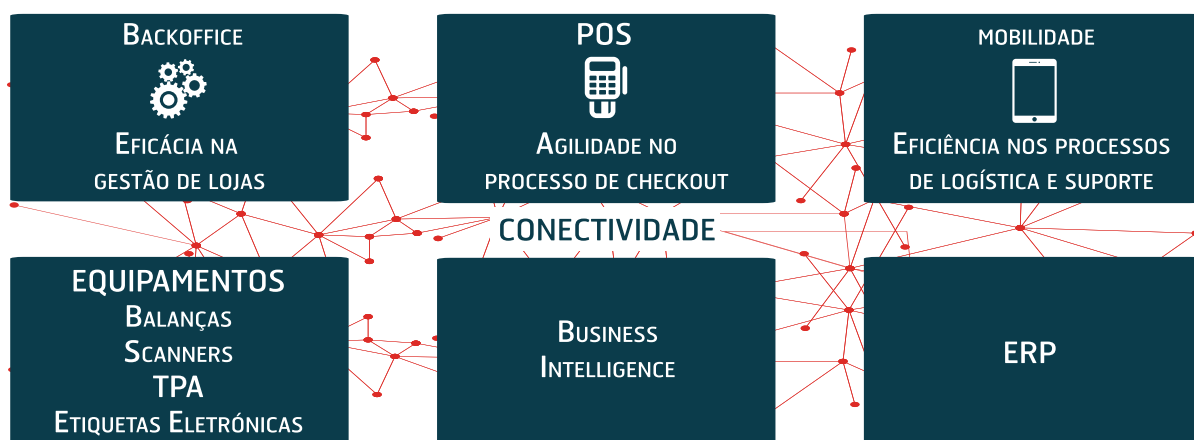 Backoffice
Eficácia na
gestão de lojas
POS
Agilidade no
processo de checkout
mobilidade
Eficiência nos processos
de logística e suporte
CONECTIVIDADE
EQUIPAMENTOS
Balanças
Scanners
TPA
Etiquetas Eletrónicas
Business
Intelligence
ERP